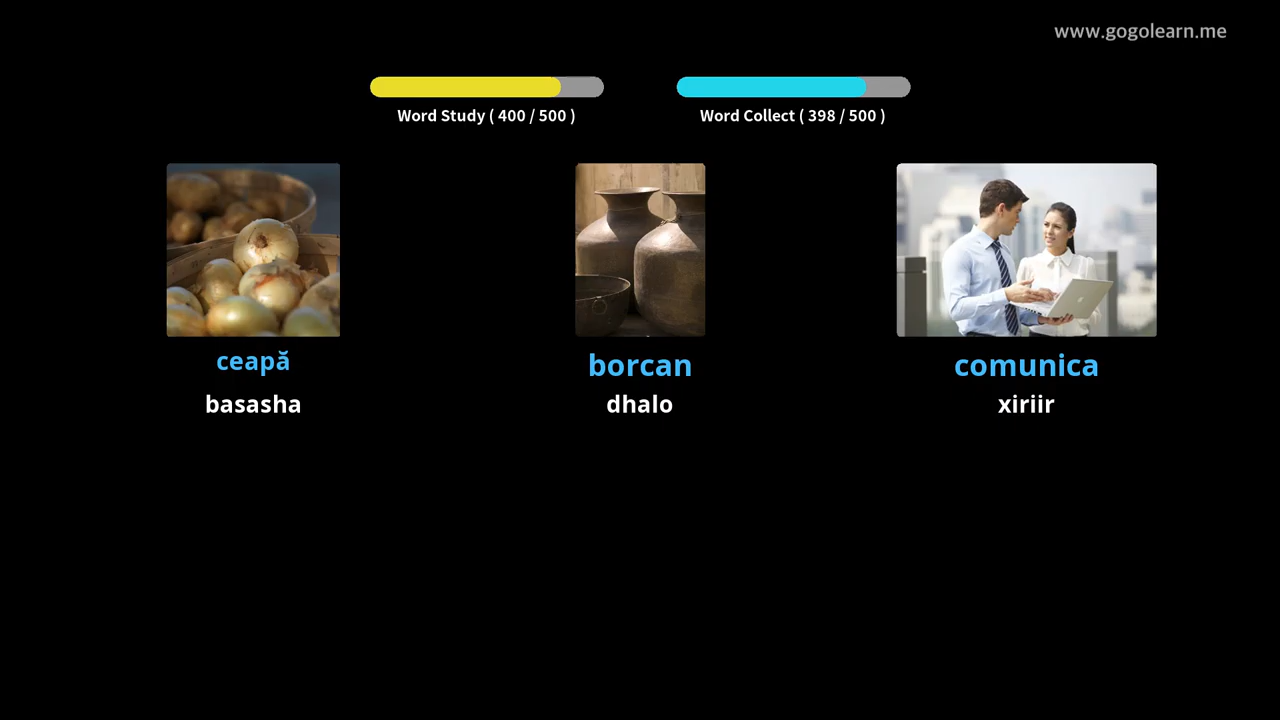 www.gogolearn.me
Word Study ( 400 / 500 )
Word Collect ( 398 / 500 )
ceapă
borcan
comunica
basasha
dhalo
xiriir